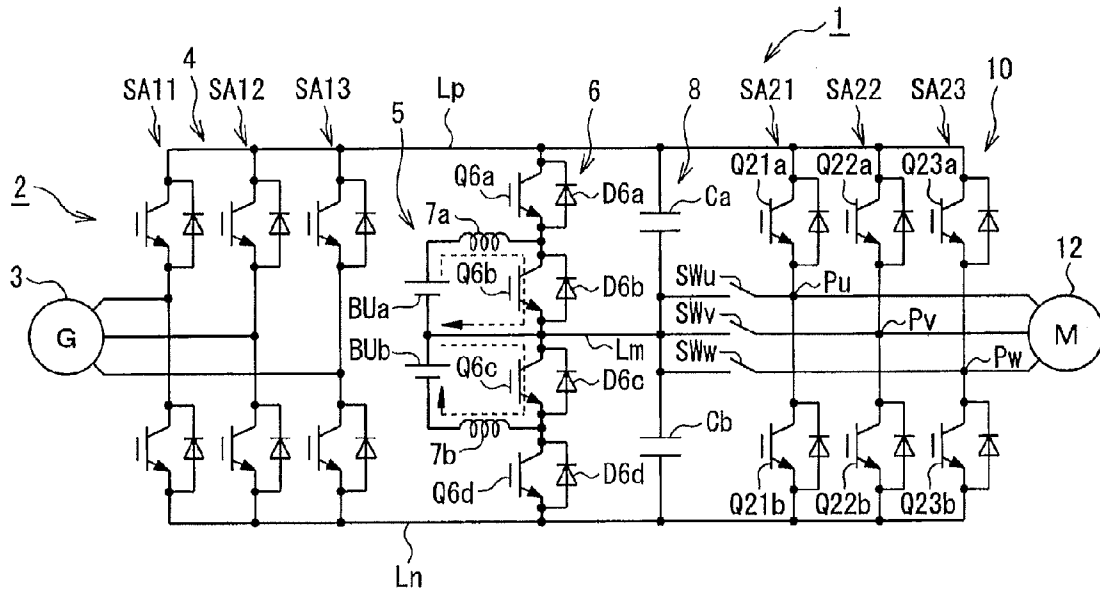 1
SA11
4
SA12
SA13
Lp
5
6
8
SA21
SA22
SA23
10
2
Q6a
D6a
Ca
Q21a
Q22a
Q23a
7a
3
G
BUa
Q6b
D6b
SWu
Pu
12
M
SWv
Pv
BUb
Lm
Q6c
D6c
SWw
Pw
7b
Cb
Q6d
D6d
Q21b
Q22b
Q23b
Ln